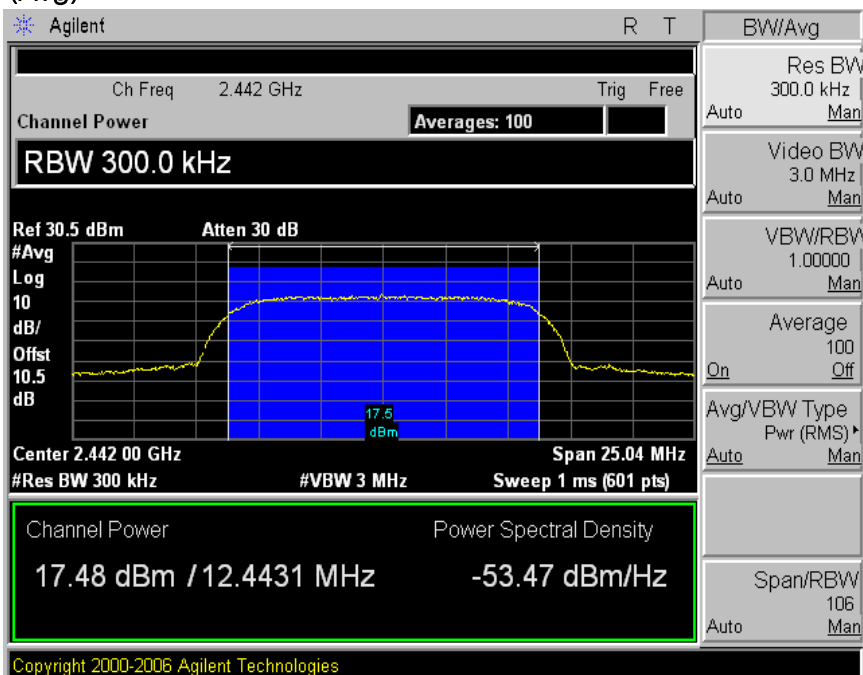 Agilent R T BW/Avg
Ch Freq 2.442 GHz Trig Free
Channel Power Averages: 100
RBW 300.0 kHz
Ref 30.5 dBm Atten 30 dB
#Avg
Log
10
dB/
Offst
10.5
dB
17.5
dBm
Center 2.442 00 GHz Span 25.04 MHz
#Res BW 300 kHz #VBW 3 MHz Sweep 1 ms (601 pts)
Channel Power Power Spectral Density
17.48 dBm / 12.4431 MHz -53.47 dBm/Hz
Copyright 2000-2006 Agilent Technologies
Res BW
300.0 kHz
Auto Man
Video BW
3.0 MHz
Auto Man
VBW/RBW
1.00000
Auto Man
Average
100
On Off
Avg/VBW Type
Pwr (RMS)
Auto Man
Span/RBW
106
Auto Man